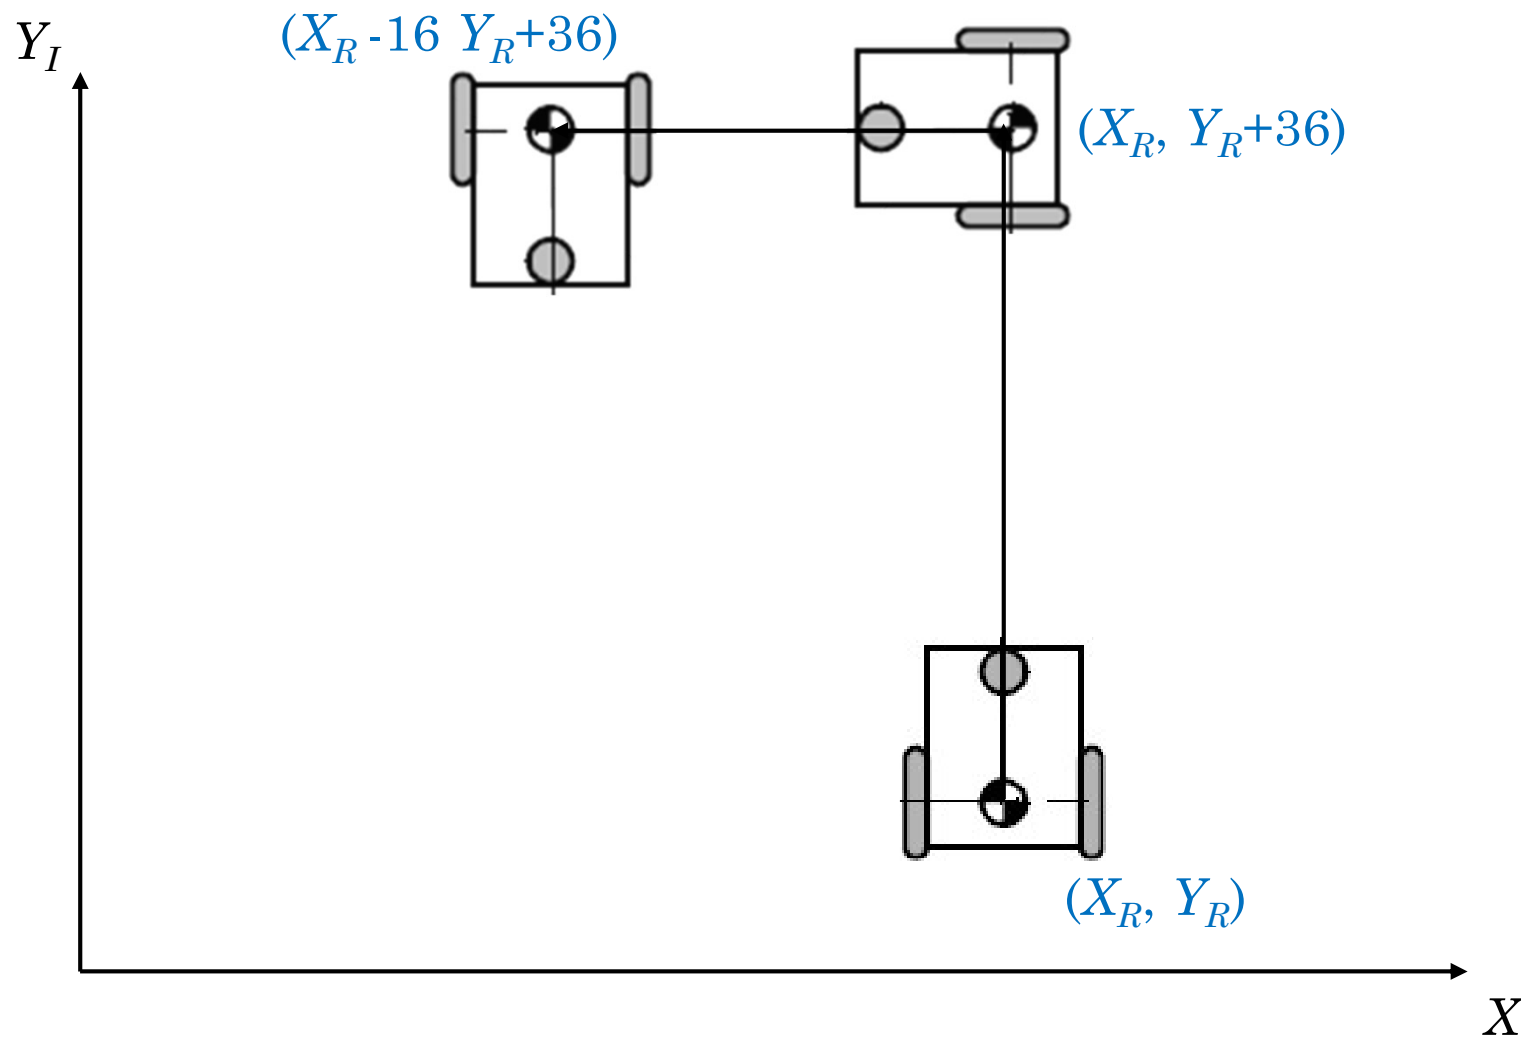 Y_I
(X_R -16 Y_R+36)
(X_R, Y_R+36)
(X_R, Y_R)
X